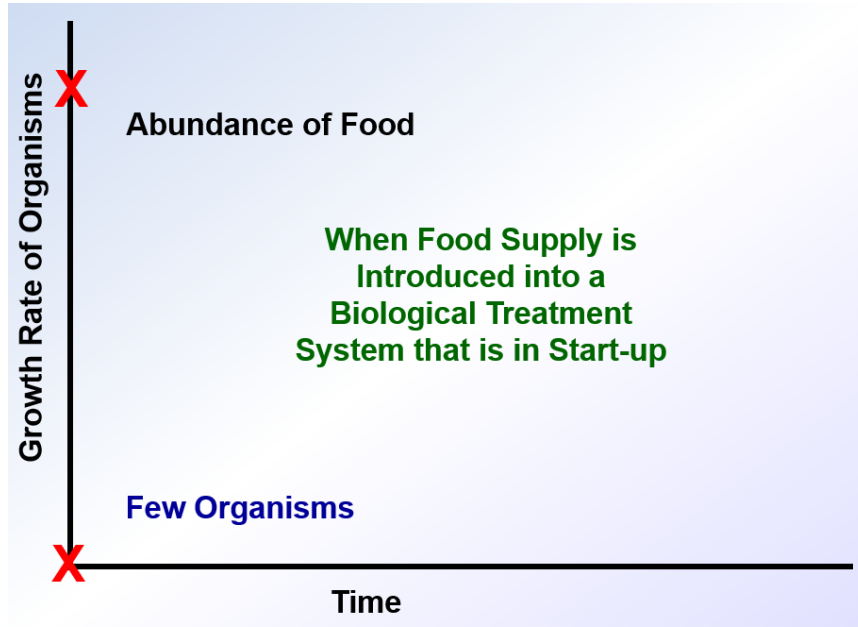 Growth Rate of Organisms
X
Abundance of Food
When Food Supply is
Introduced into a
Biological Treatment
System that is in Start-up
Few Organisms
X
Time